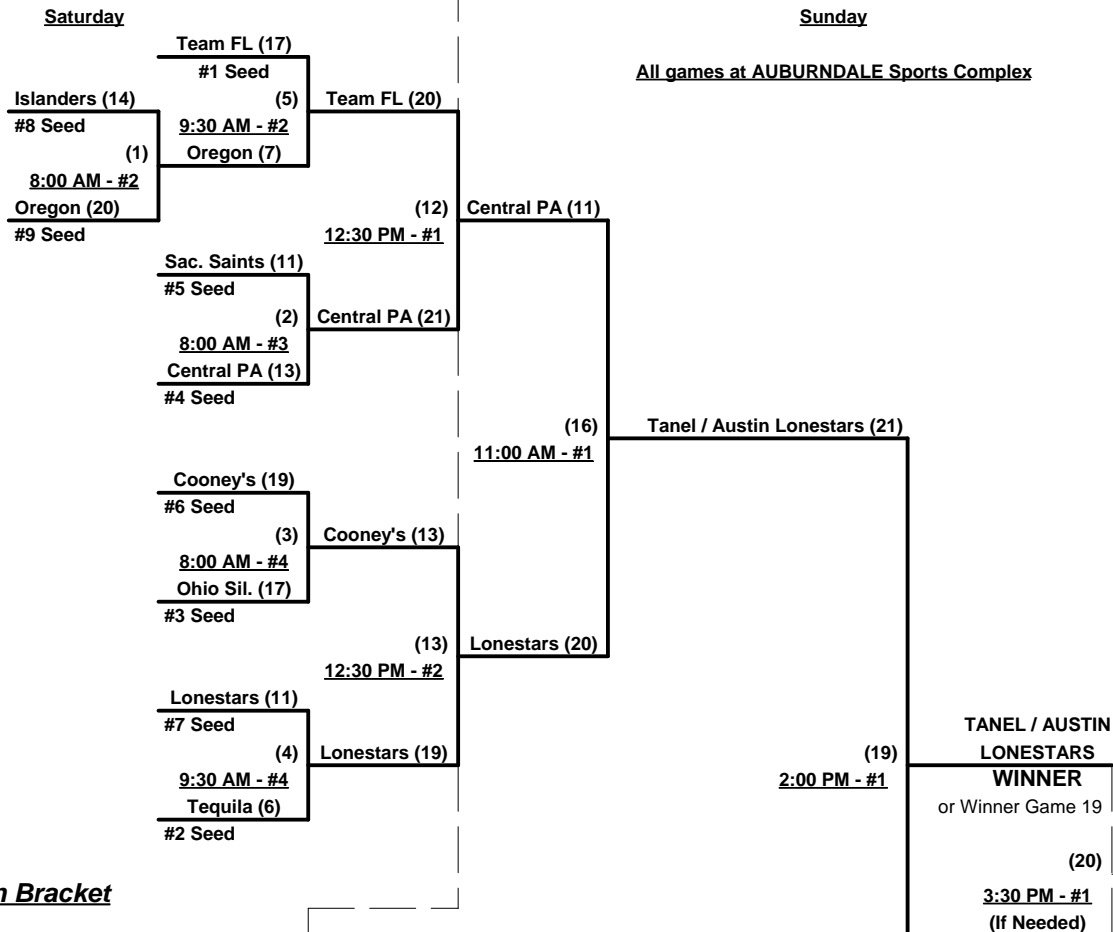 Saturday
Sunday
Team FL (17)
#1 Seed
All games at AUBURNDALE Sports Complex
Islanders (14)
(5)
Team FL (20)
#8 Seed
9:30 AM - #2
(1)
Oregon (7)
8:00 AM - #2
Oregon (20)
(12)
Central PA (11)
#9 Seed
12:30 PM - #1
Sac. Saints (11)
#5 Seed
(2)
Central PA (21)
8:00 AM - #3
Central PA (13)
#4 Seed
(16)
Tanel / Austin Lonestars (21)
11:00 AM - #1
Cooney's (19)
#6 Seed
(3)
Cooney's (13)
8:00 AM - #4
Ohio Sil. (17)
#3 Seed
(13)
Lonestars (20)
12:30 PM - #2
Lonestars (11)
#7 Seed
TANEL / AUSTIN
(4)
Lonestars (19)
(19)
LONESTARS
9:30 AM - #4
2:00 PM - #1
WINNER
Tequila (6)
or Winner Game 19
#2 Seed
(20)
n Bracket
3:30 PM - #1
(If Needed)